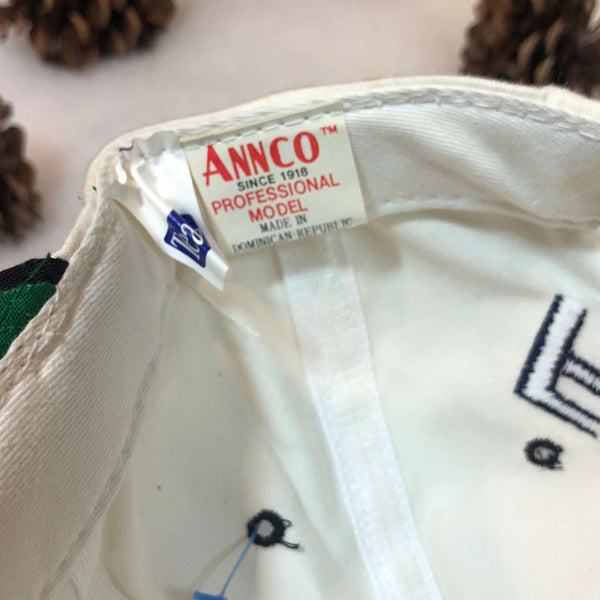 ANNCO™
SINCE 1918
PROFESSIONAL
MODEL
MADE IN
DOMINICAN REPUBLIC